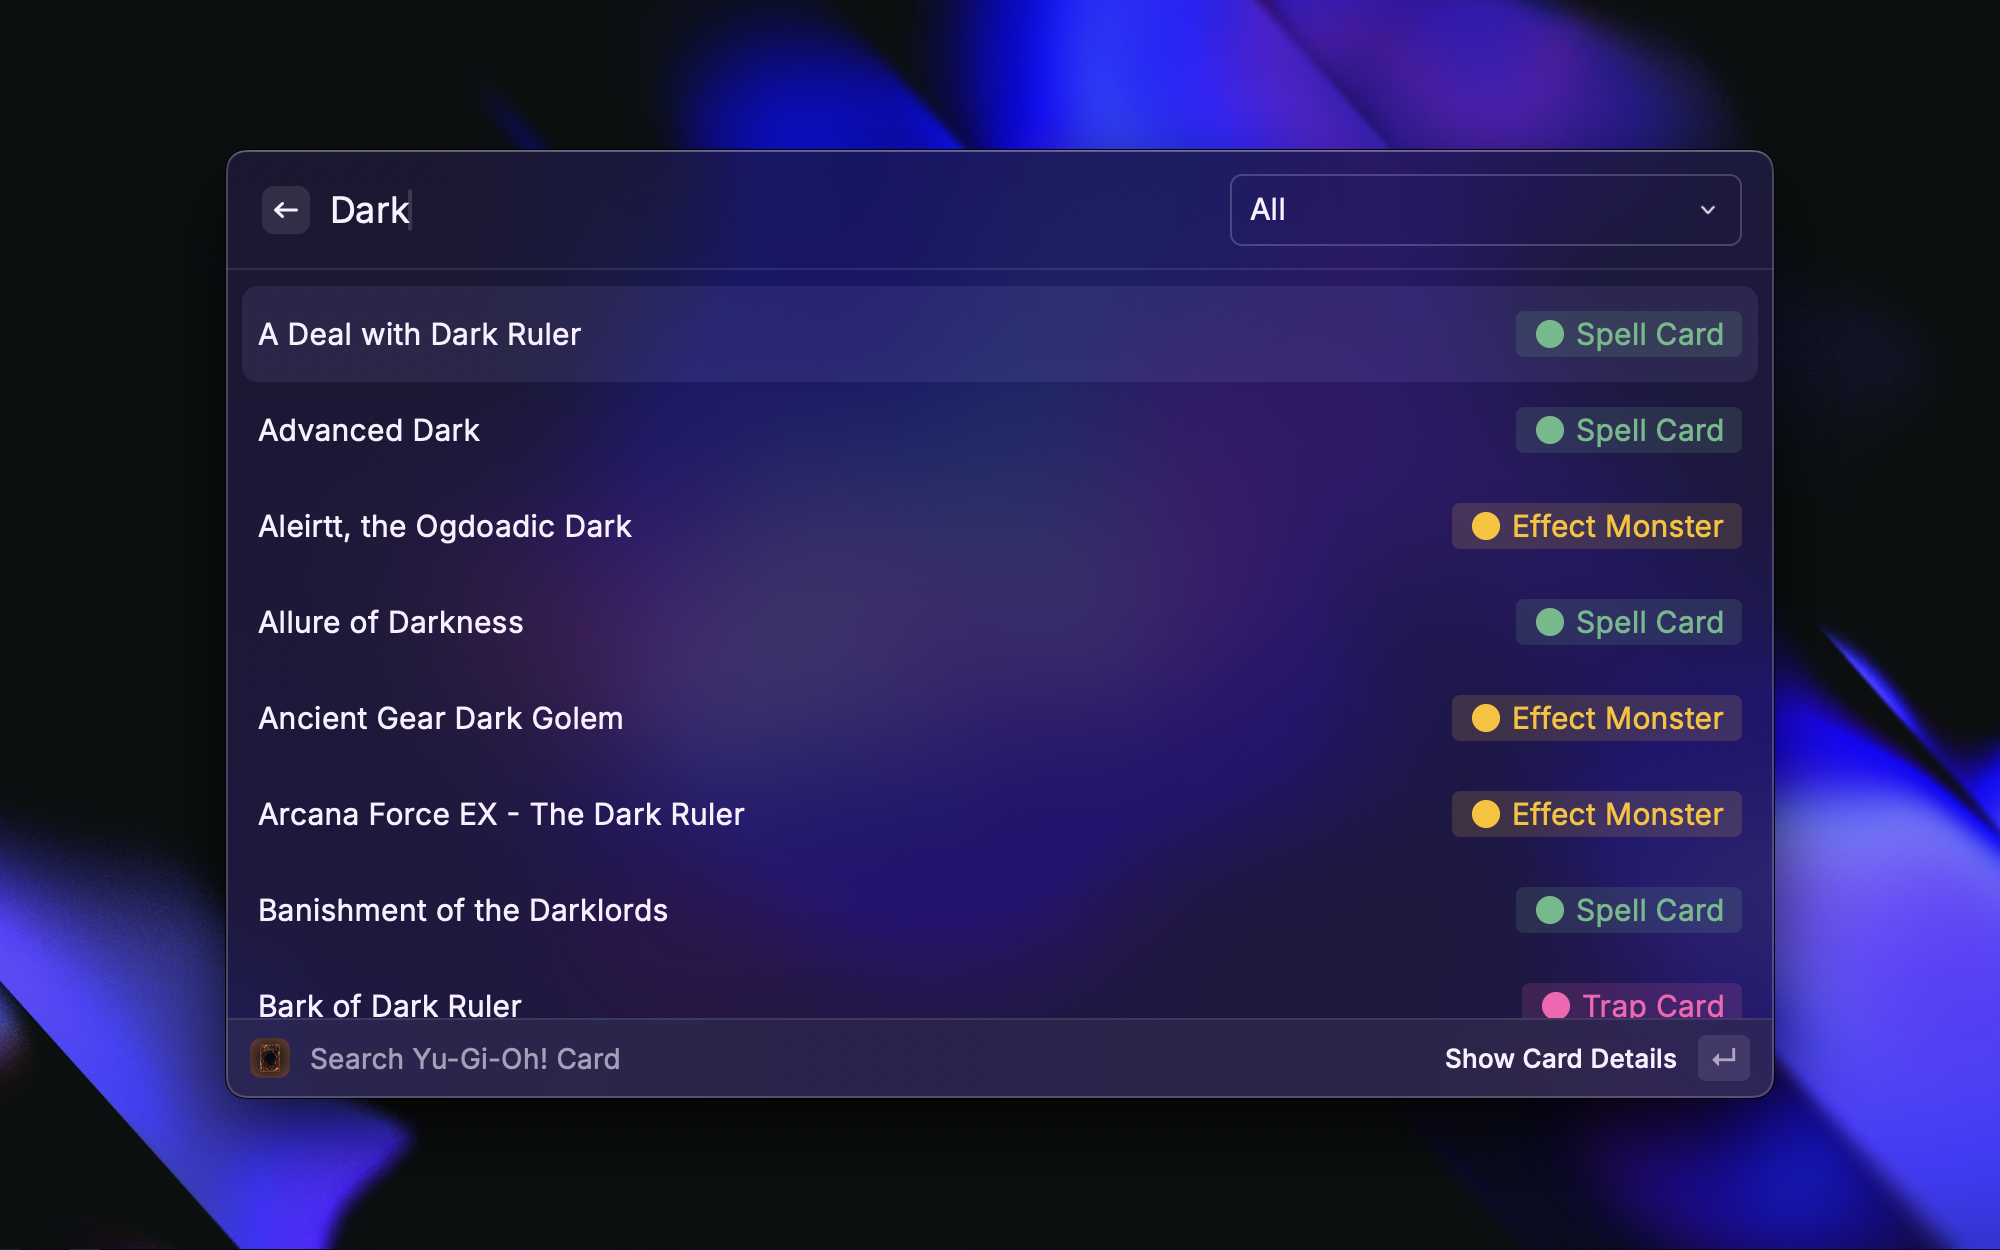 Dark
All
A Deal with Dark Ruler Spell Card
Advanced Dark Spell Card
Aleirtt, the Ogdoadic Dark Effect Monster
Allure of Darkness Spell Card
Ancient Gear Dark Golem Effect Monster
Arcana Force EX - The Dark Ruler Effect Monster
Banishment of the Darklords Spell Card
Bark of Dark Ruler Trap Card
Search Yu-Gi-Oh! Card Show Card Details